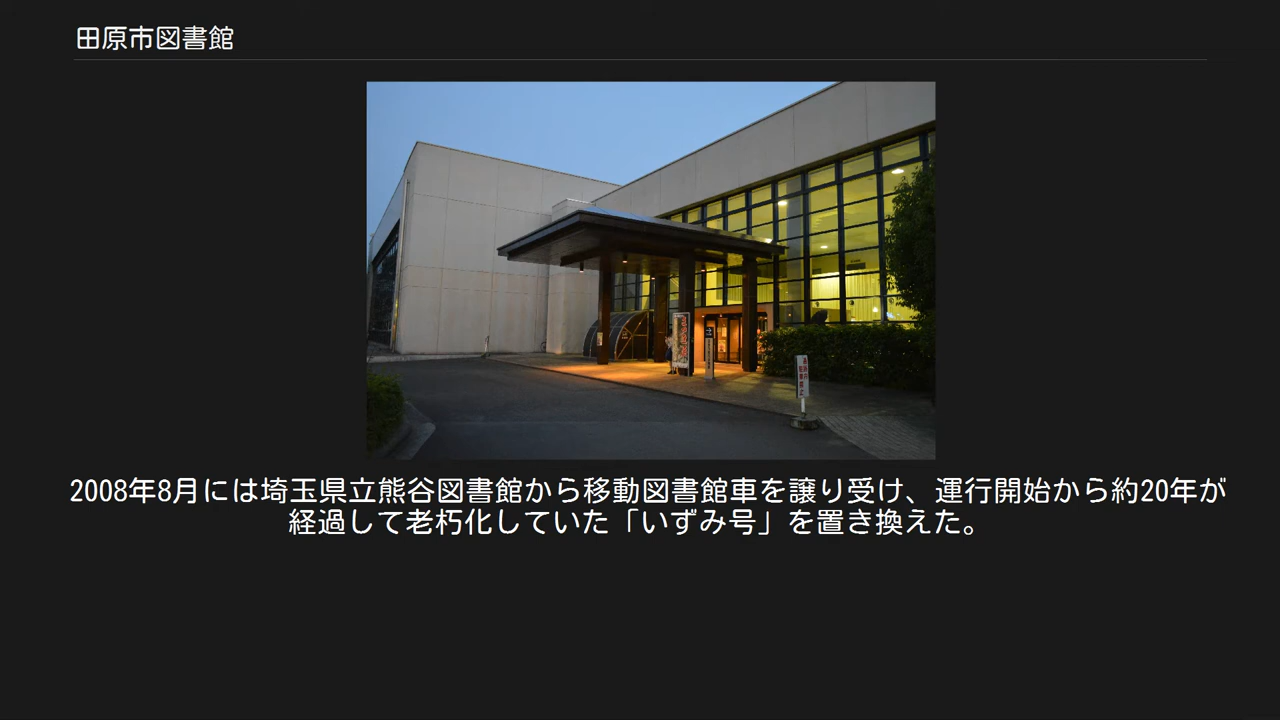 田原市図書館
2008年8月には埼玉県立熊谷図書館から移動図書館車を譲り受け、運行開始から約20年が
経過して老朽化していた「いずみ号」を置き換えた。